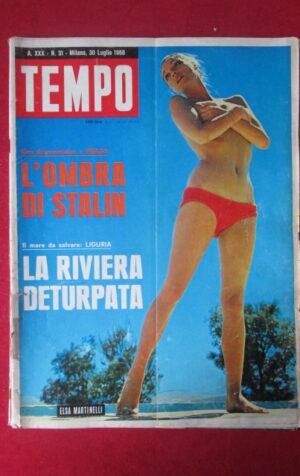 A. XXX - N. 31 - Milano, 30 Luglio 1968
TEMPO
L'OMBRA
DI STALIN
Il mare da salvare: LIGURIA
LA RIVIERA
DETURPATA
ELSA MARTINELLI